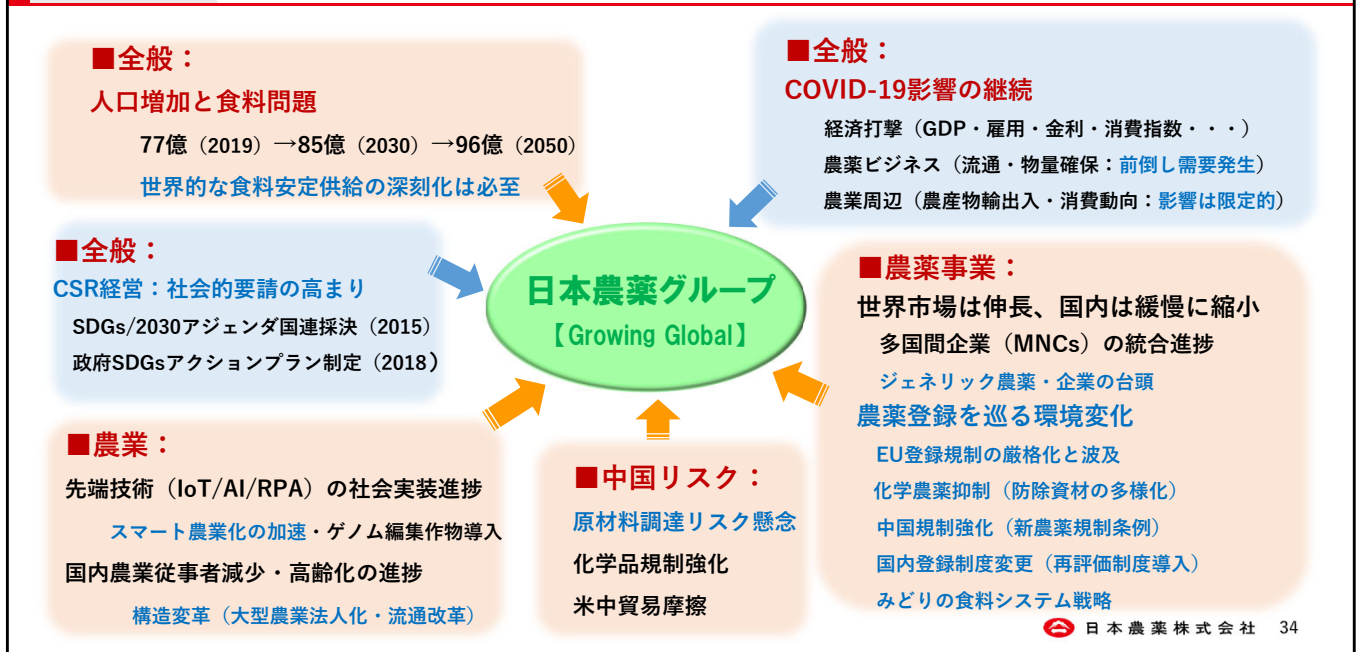 ■全般：
人口増加と食料問題
77億（2019）→85億（2030）→96億（2050）
世界的な食料安定供給の深刻化は必至
■全般：
COVID-19影響の継続
経済打撃（GDP・雇用・金利・消費指数・・・）
農薬ビジネス（流通・物量確保：前倒し需要発生）
農業周辺（農産物輸出入・消費動向：影響は限定的）
■全般：
CSR経営：社会的要請の高まり
SDGs/2030アジェンダ国連採決（2015）
政府SDGsアクションプラン制定（2018）
日本農薬グループ
【Growing Global】
■農薬事業：
世界市場は伸長、国内は緩慢に縮小
多国間企業（MNCs）の統合進捗
ジェネリック農薬・企業の台頭
農薬登録を巡る環境変化
EU登録規制の厳格化と波及
化学農薬抑制（防除資材の多様化）
中国規制強化（新農薬規制条例）
国内登録制度変更（再評価制度導入）
みどりの食料システム戦略
■農業：
先端技術（IoT/AI/RPA）の社会実装進捗
スマート農業化の加速・ゲノム編集作物導入
国内農業従事者減少・高齢化の進捗
構造変革（大型農業法人化・流通改革）
■中国リスク：
原材料調達リスク懸念
化学品規制強化
米中貿易摩擦
日本農薬株式会社 34